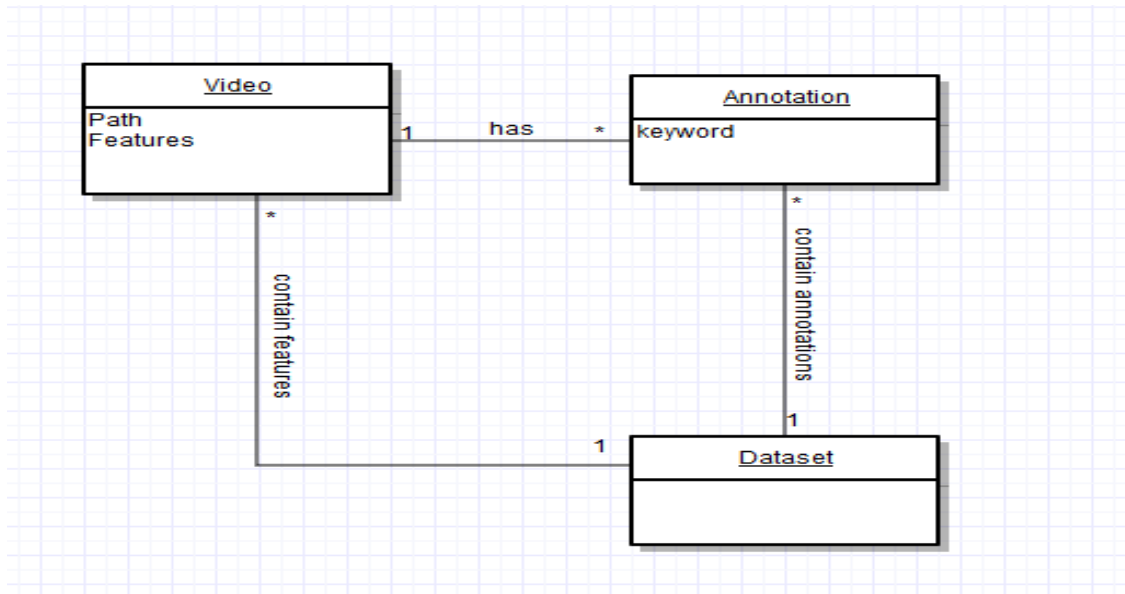 Video
Path
Features
1
has
*
Annotation
keyword
*
contain features
*
contain annotations
1
1
Dataset